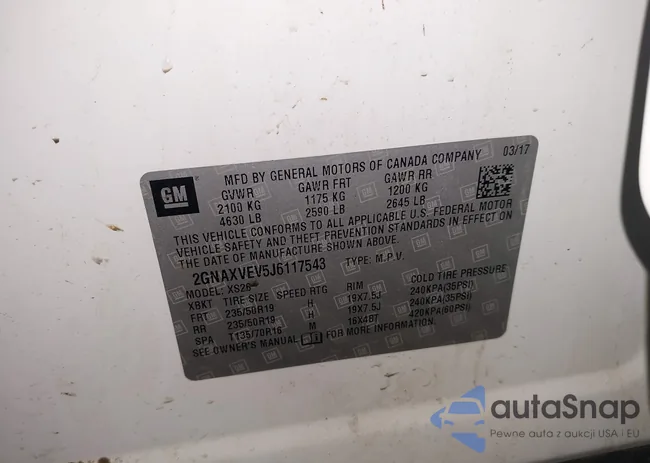 GM
MFD BY GENERAL MOTORS OF CANADA COMPANY 03/17
GVWR GAWR FRT GAWR RR
2100 KG 1175 KG 1200 KG
4630 LB 2590 LB 2645 LB
THIS VEHICLE CONFORMS TO ALL APPLICABLE U.S. FEDERAL MOTOR
VEHICLE SAFETY AND THEFT PREVENTION STANDARDS IN EFFECT ON
THE DATE OF MANUFACTURE SHOWN ABOVE.
2GNAXVEV5J6117543 TYPE: M.P.V.
MODEL: XS26
XBKT TIRE SIZE SPEED RTG RIM COLD TIRE PRESSURE
FRT 235/50R19 H 19X7.5J 240KPA(35PSI)
RR 235/50R19 H 19X7.5J 240KPA(35PSI)
SPA T135/70R16 M 16X4BT 420KPA(60PSI)
SEE OWNER'S MANUAL
autaSnap
Pewne auta z aukcji USA i EU